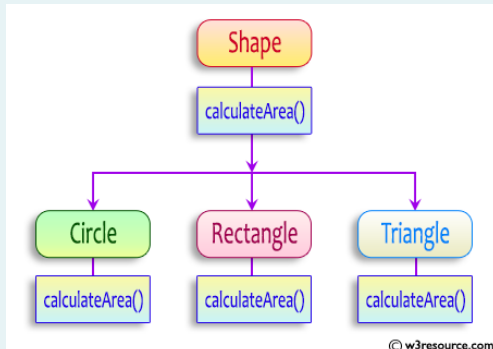 Shape
calculateArea()
Circle
Rectangle
Triangle
calculateArea()
calculateArea()
calculateArea()
© w3resource.com